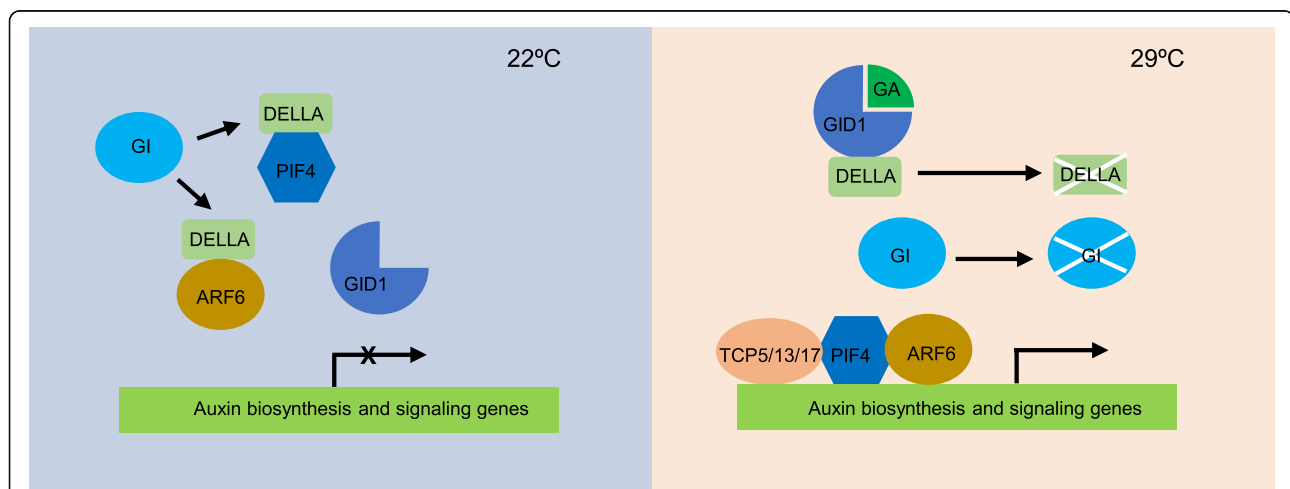 22ºC
DELLA
GI
PIF4
DELLA
GID1
ARF6
X
Auxin biosynthesis and signaling genes
29ºC
GA
GID1
DELLA
DELLA
GI
GI
TCP5/13/17
PIF4
ARF6
Auxin biosynthesis and signaling genes